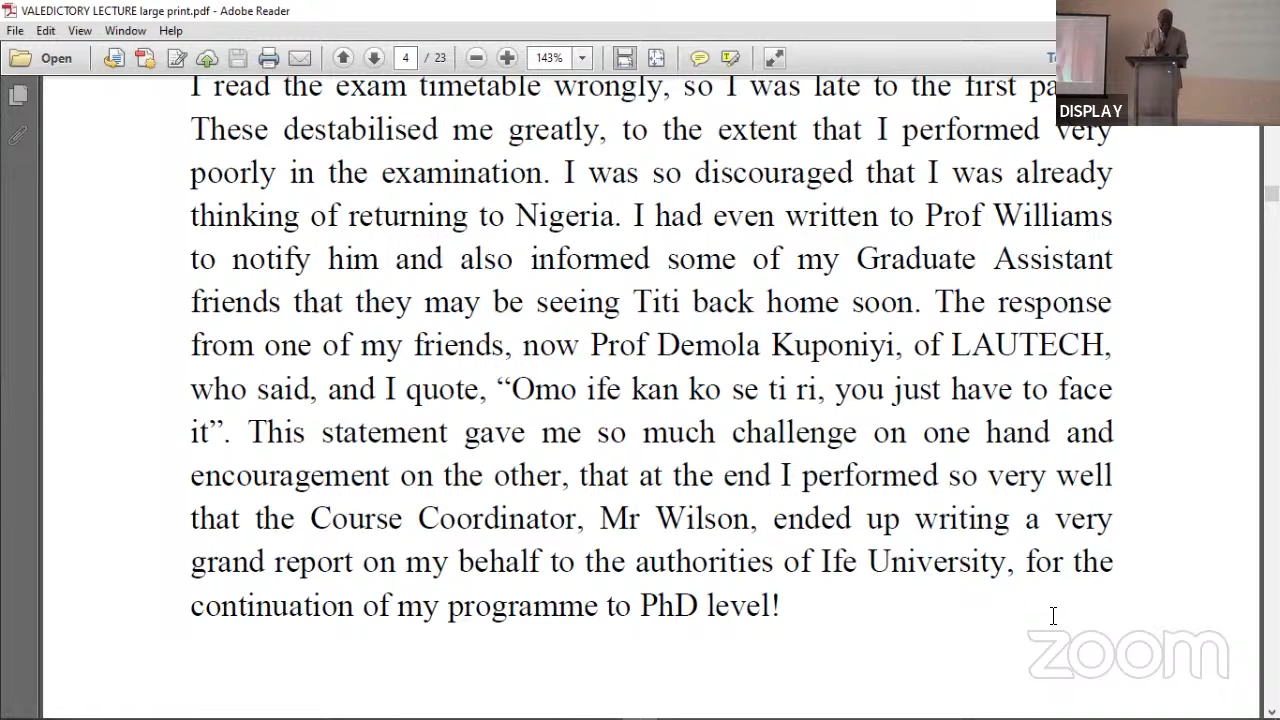 VALEDICTORY LECTURE large print.pdf - Adobe Reader
File Edit View Window Help
Open 4 / 23 143%
DISPLAY
I read the exam timetable wrongly, so I was late to the first
These destabilised me greatly, to the extent that I performed very
poorly in the examination. I was so discouraged that I was already
thinking of returning to Nigeria. I had even written to Prof Williams
to notify him and also informed some of my Graduate Assistant
friends that they may be seeing Titi back home soon. The response
from one of my friends, now Prof Demola Kuponiyi, of LAUTECH,
who said, and I quote, “Omo ife kan ko se ti ri, you just have to face
it”. This statement gave me so much challenge on one hand and
encouragement on the other, that at the end I performed so very well
that the Course Coordinator, Mr Wilson, ended up writing a very
grand report on my behalf to the authorities of Ife University, for the
continuation of my programme to PhD level!
zoom